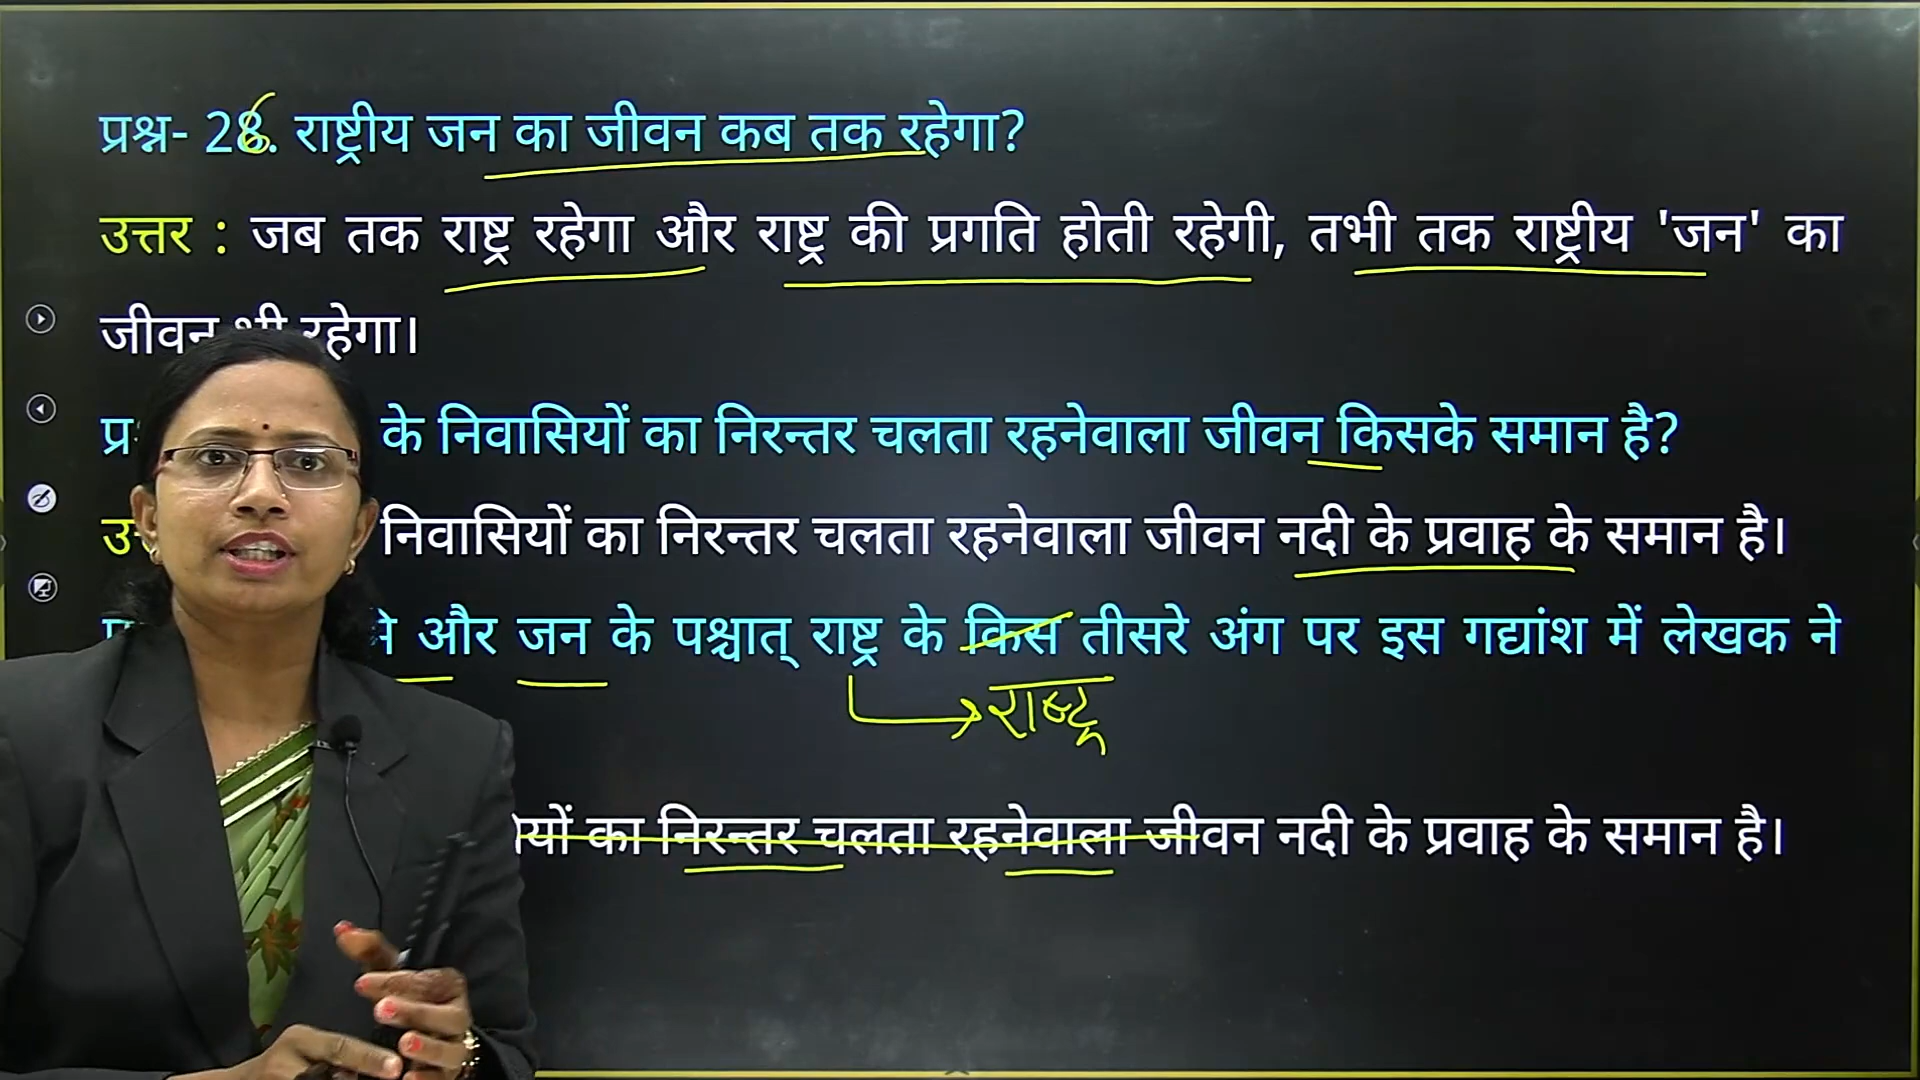 प्रश्न- 28. राष्ट्रीय जन का जीवन कब तक रहेगा?
उत्तर : जब तक राष्ट्र रहेगा और राष्ट्र की प्रगति होती रहेगी, तभी तक राष्ट्रीय 'जन' का
जीवन भी रहेगा।
के निवासियों का निरन्तर चलता रहनेवाला जीवन किसके समान है?
निवासियों का निरन्तर चलता रहनेवाला जीवन नदी के प्रवाह के समान है।
और जन के पश्चात् राष्ट्र के किस तीसरे अंग पर इस गद्यांश में लेखक ने
राष्ट्र
का निरन्तर चलता रहनेवाला जीवन नदी के प्रवाह के समान है।